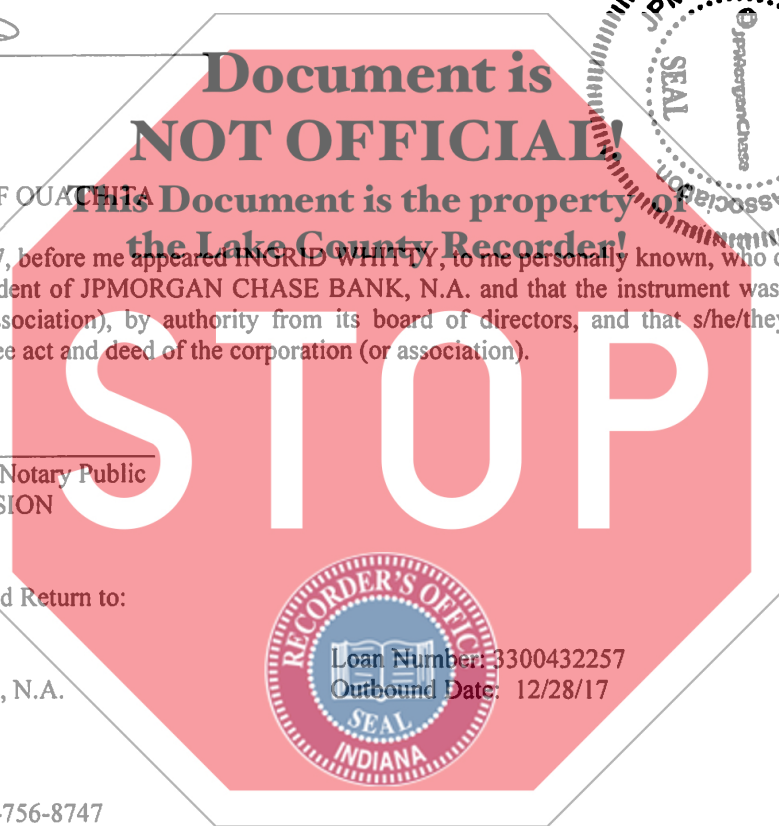 JPMorganChase
SEAL
Association
Document is
NOT OFFICIAL!
F OUACHITA
This Document is the property of
the Lake County Recorder!
7, before me appeared INGRID WHITTY, to me personally known, who
dent of JPMORGAN CHASE BANK, N.A. and that the instrument was
ssociation), by authority from its board of directors, and that s/he/they
ee act and deed of the corporation (or association).
STOP
Notary Public
SION
d Return to:
RECORDER'S OFFICE
Loan Number: 3300432257
, N.A.
Outbound Date: 12/28/17
SEAL
INDIANA
-756-8747